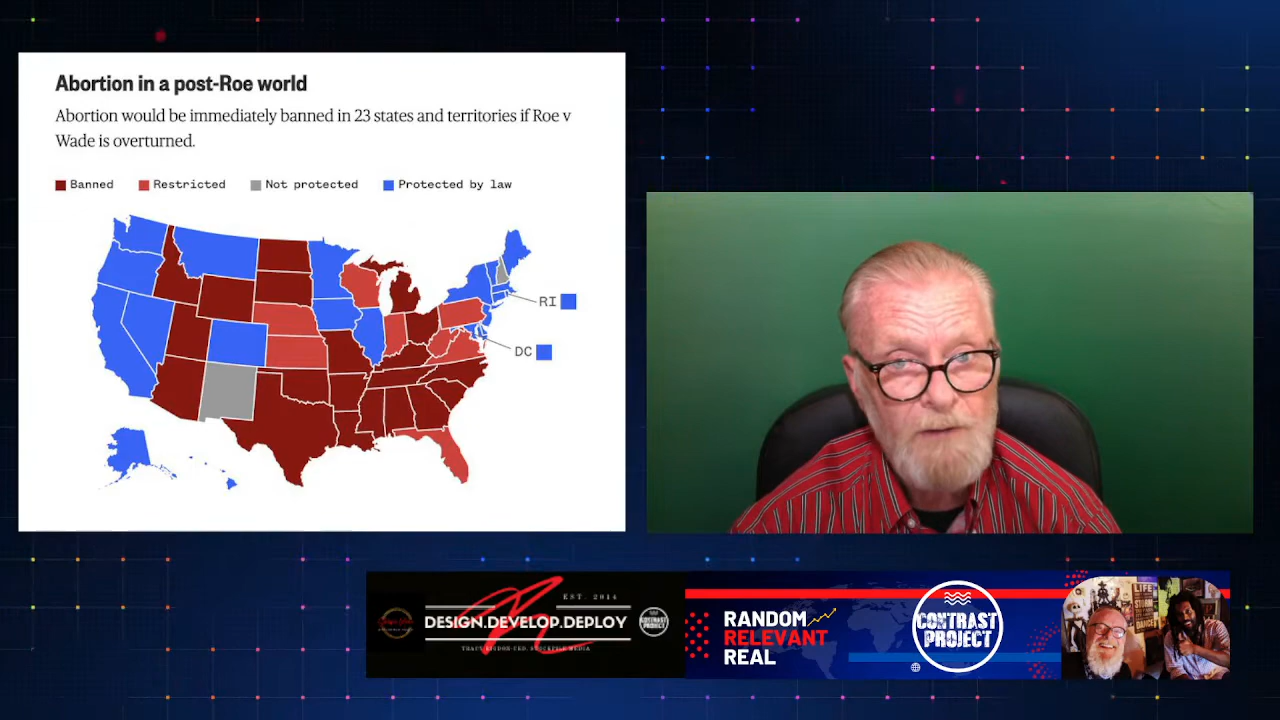 Abortion in a post-Roe world
Abortion would be immediately banned in 23 states and territories if Roe v
Wade is overturned.
Banned Restricted Not protected Protected by law
RI
DC
EST. 2014
DESIGN.DEVELOP.DEPLOY
RANDOM
RELEVANT
REAL
CONTRAST
PROJECT
LIFE
DANCE